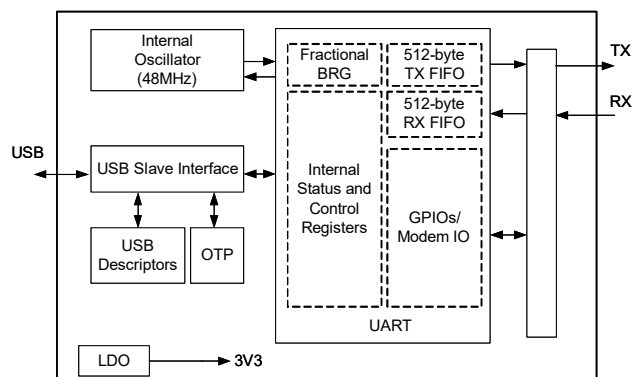 Internal
Oscillator
(48MHz)
Fractional
BRG
512-byte
TX FIFO
TX
512-byte
RX FIFO
RX
USB
USB Slave Interface
Internal
Status and
Control
Registers
GPIOs/
Modem IO
USB
Descriptors
OTP
UART
LDO
3V3